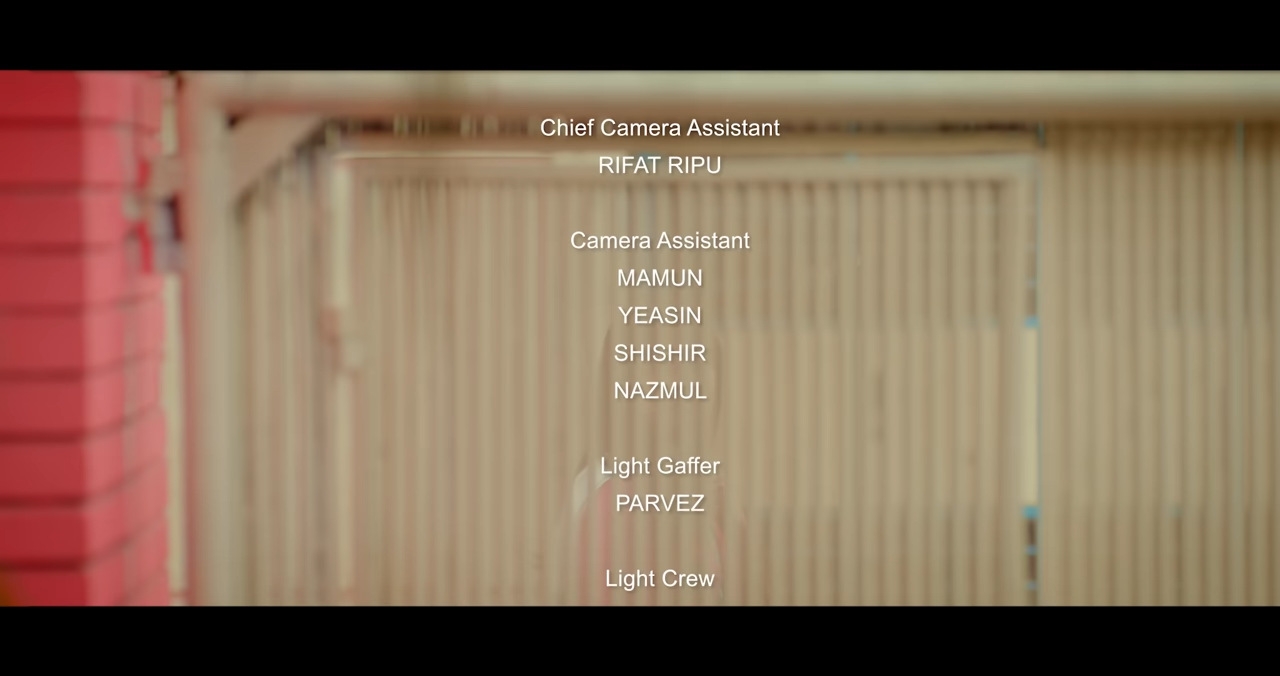 Chief Camera Assistant
RIFAT RIPU
Camera Assistant
MAMUN
YEASIN
SHISHIR
NAZMUL
Light Gaffer
PARVEZ
Light Crew